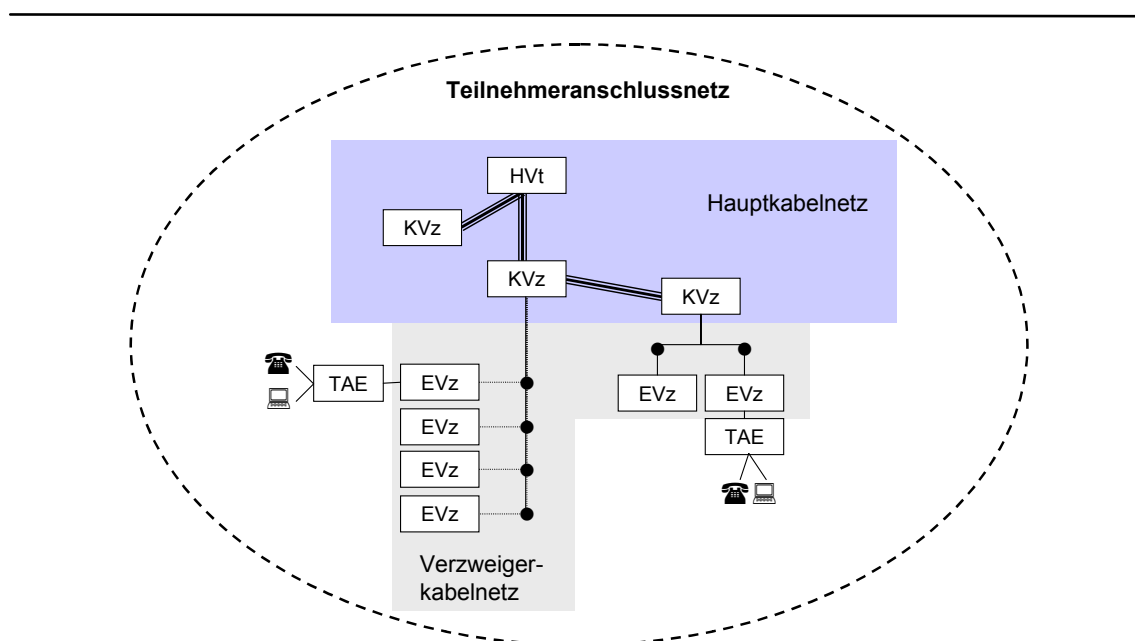 Teilnehmeranschlussnetz
HVt
Hauptkabelnetz
KVz
KVz
KVz
TAE
EVz
EVz
EVz
EVz
TAE
EVz
EVz
EVz
Verzweiger-
kabelnetz